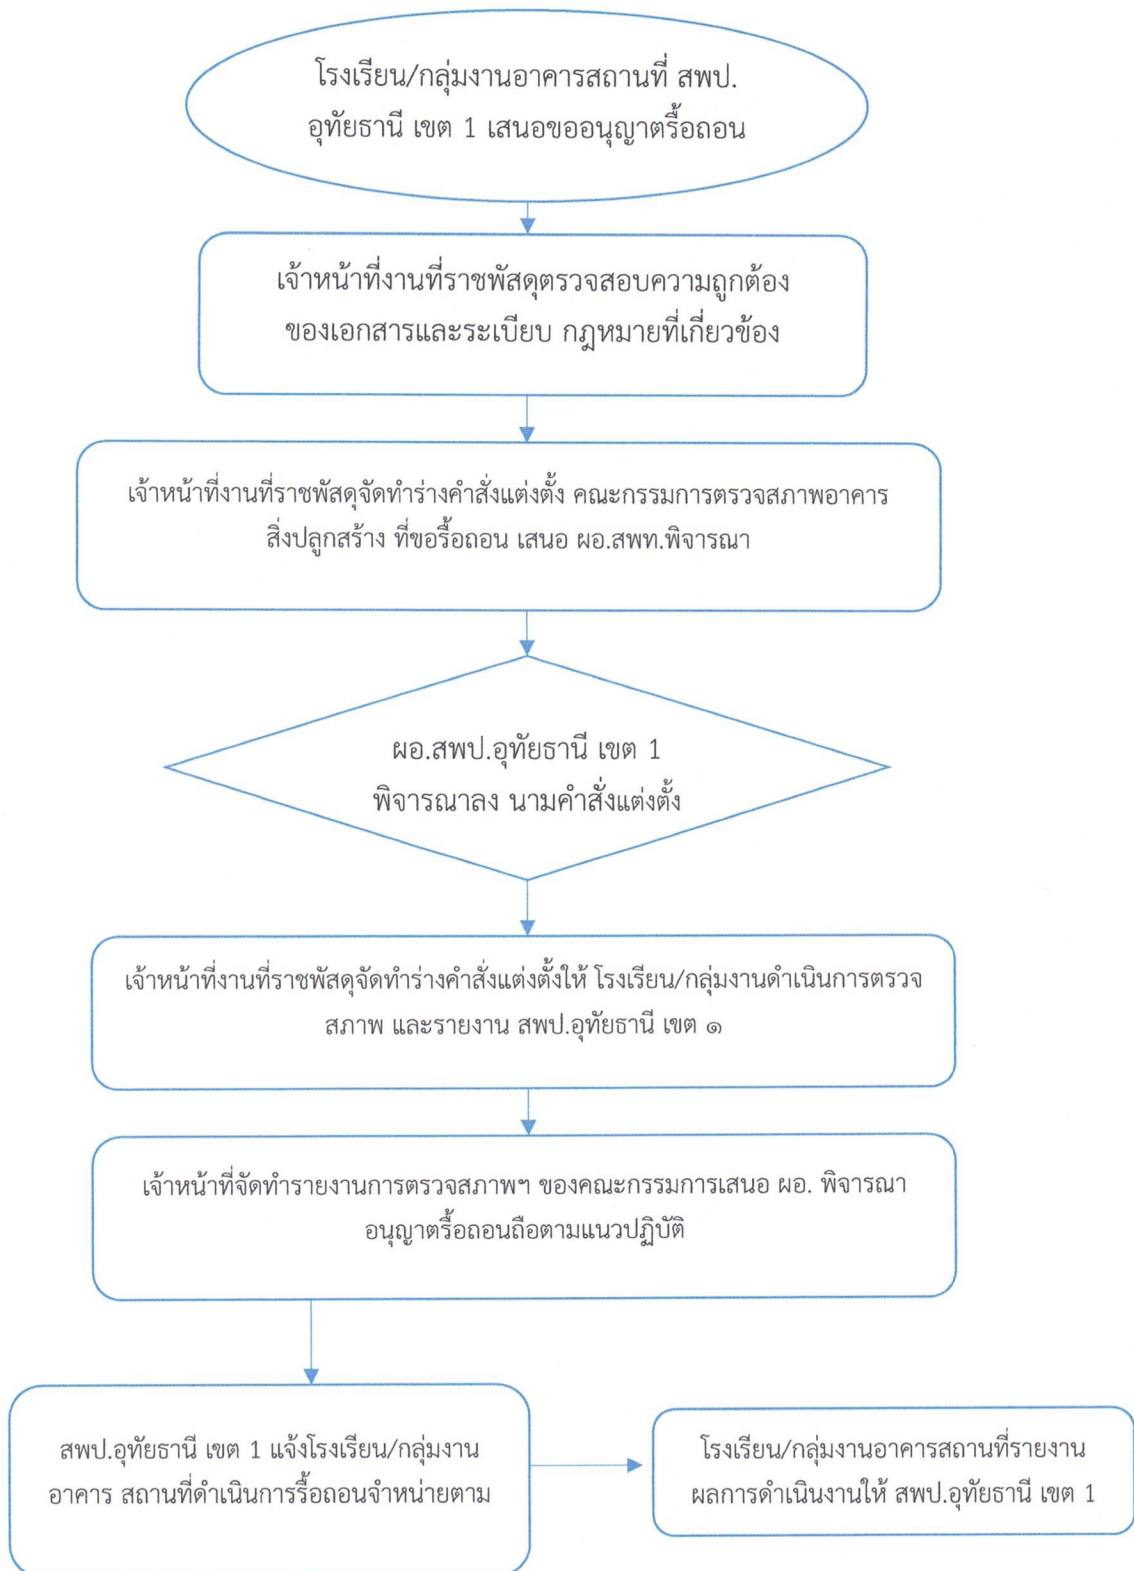 โรงเรียน/กลุ่มงานอาคารสถานที่ สพป.
อุทัยธานี เขต 1 เสนอขออนุญาตรื้อถอน
เจ้าหน้าที่งานที่ราชพัสดุตรวจสอบความถูกต้อง
ของเอกสารและระเบียบ กฎหมายที่เกี่ยวข้อง
เจ้าหน้าที่งานที่ราชพัสดุจัดทำร่างคำสั่งแต่งตั้ง คณะกรรมการตรวจสภาพอาคาร
สิ่งปลูกสร้าง ที่ขอรื้อถอน เสนอ ผอ.สพท.พิจารณา
ผอ.สพป.อุทัยธานี เขต 1
พิจารณาลง นามคำสั่งแต่งตั้ง
เจ้าหน้าที่งานที่ราชพัสดุจัดทำร่างคำสั่งแต่งตั้งให้ โรงเรียน/กลุ่มงานดำเนินการตรวจ
สภาพ และรายงาน สพป.อุทัยธานี เขต ๑
เจ้าหน้าที่จัดทำรายงานการตรวจสภาพฯ ของคณะกรรมการเสนอ ผอ. พิจารณา
อนุญาตรื้อถอนถือตามแนวปฏิบัติ
สพป.อุทัยธานี เขต 1 แจ้งโรงเรียน/กลุ่มงาน
อาคาร สถานที่ดำเนินการรื้อถอนจำหน่ายตาม
โรงเรียน/กลุ่มงานอาคารสถานที่รายงาน
ผลการดำเนินงานให้ สพป.อุทัยธานี เขต 1